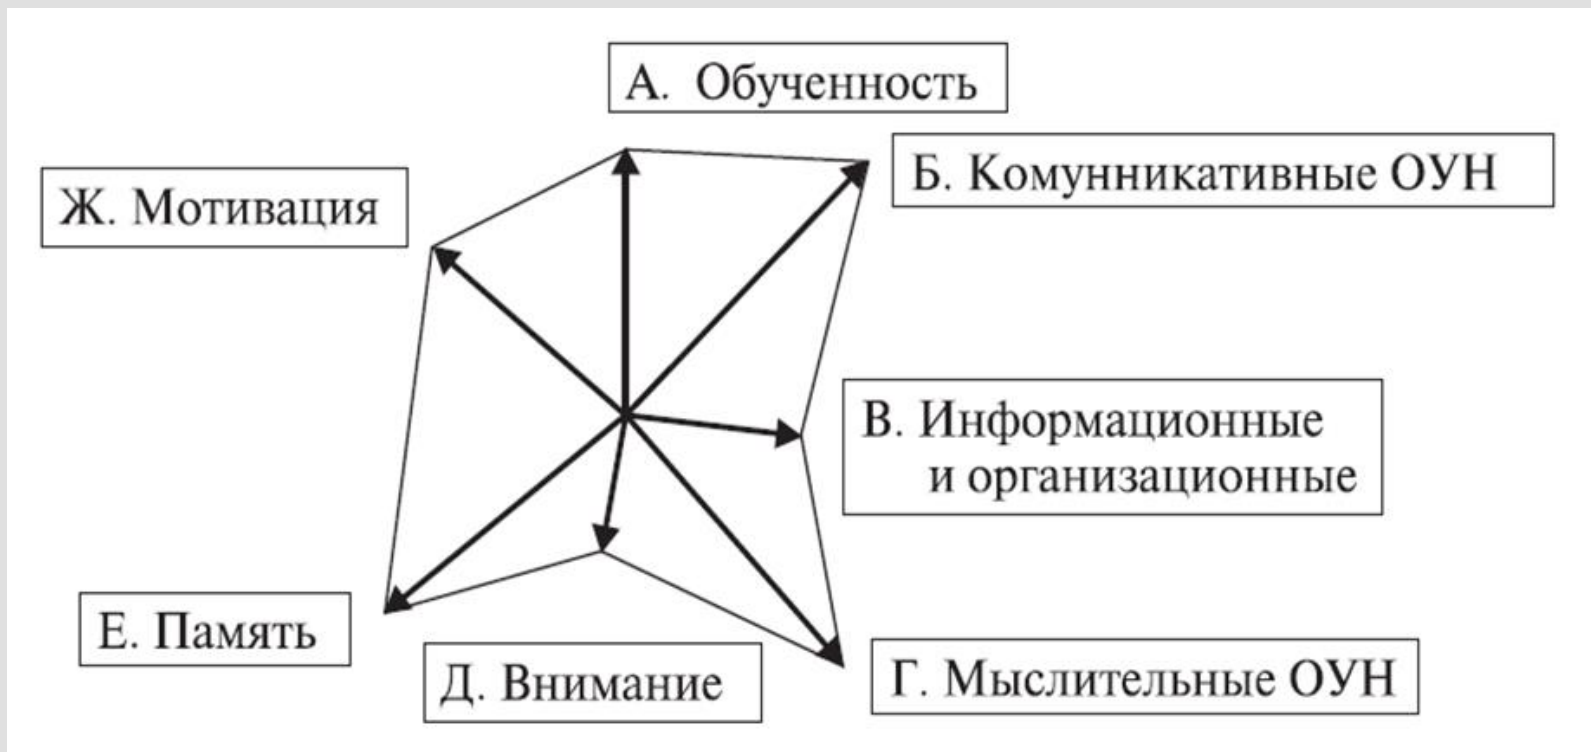 А. Обученность
Б. Комунникативные ОУН
Ж. Мотивация
В. Информационные
и организационные
Е. Память
Д. Внимание
Г. Мыслительные ОУН